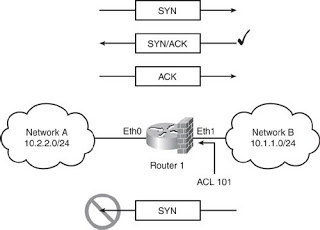 SYN
SYN/ACK
ACK
Network A
10.2.2.0/24
Eth0
Eth1
Network B
10.1.1.0/24
Router 1
ACL 101
SYN